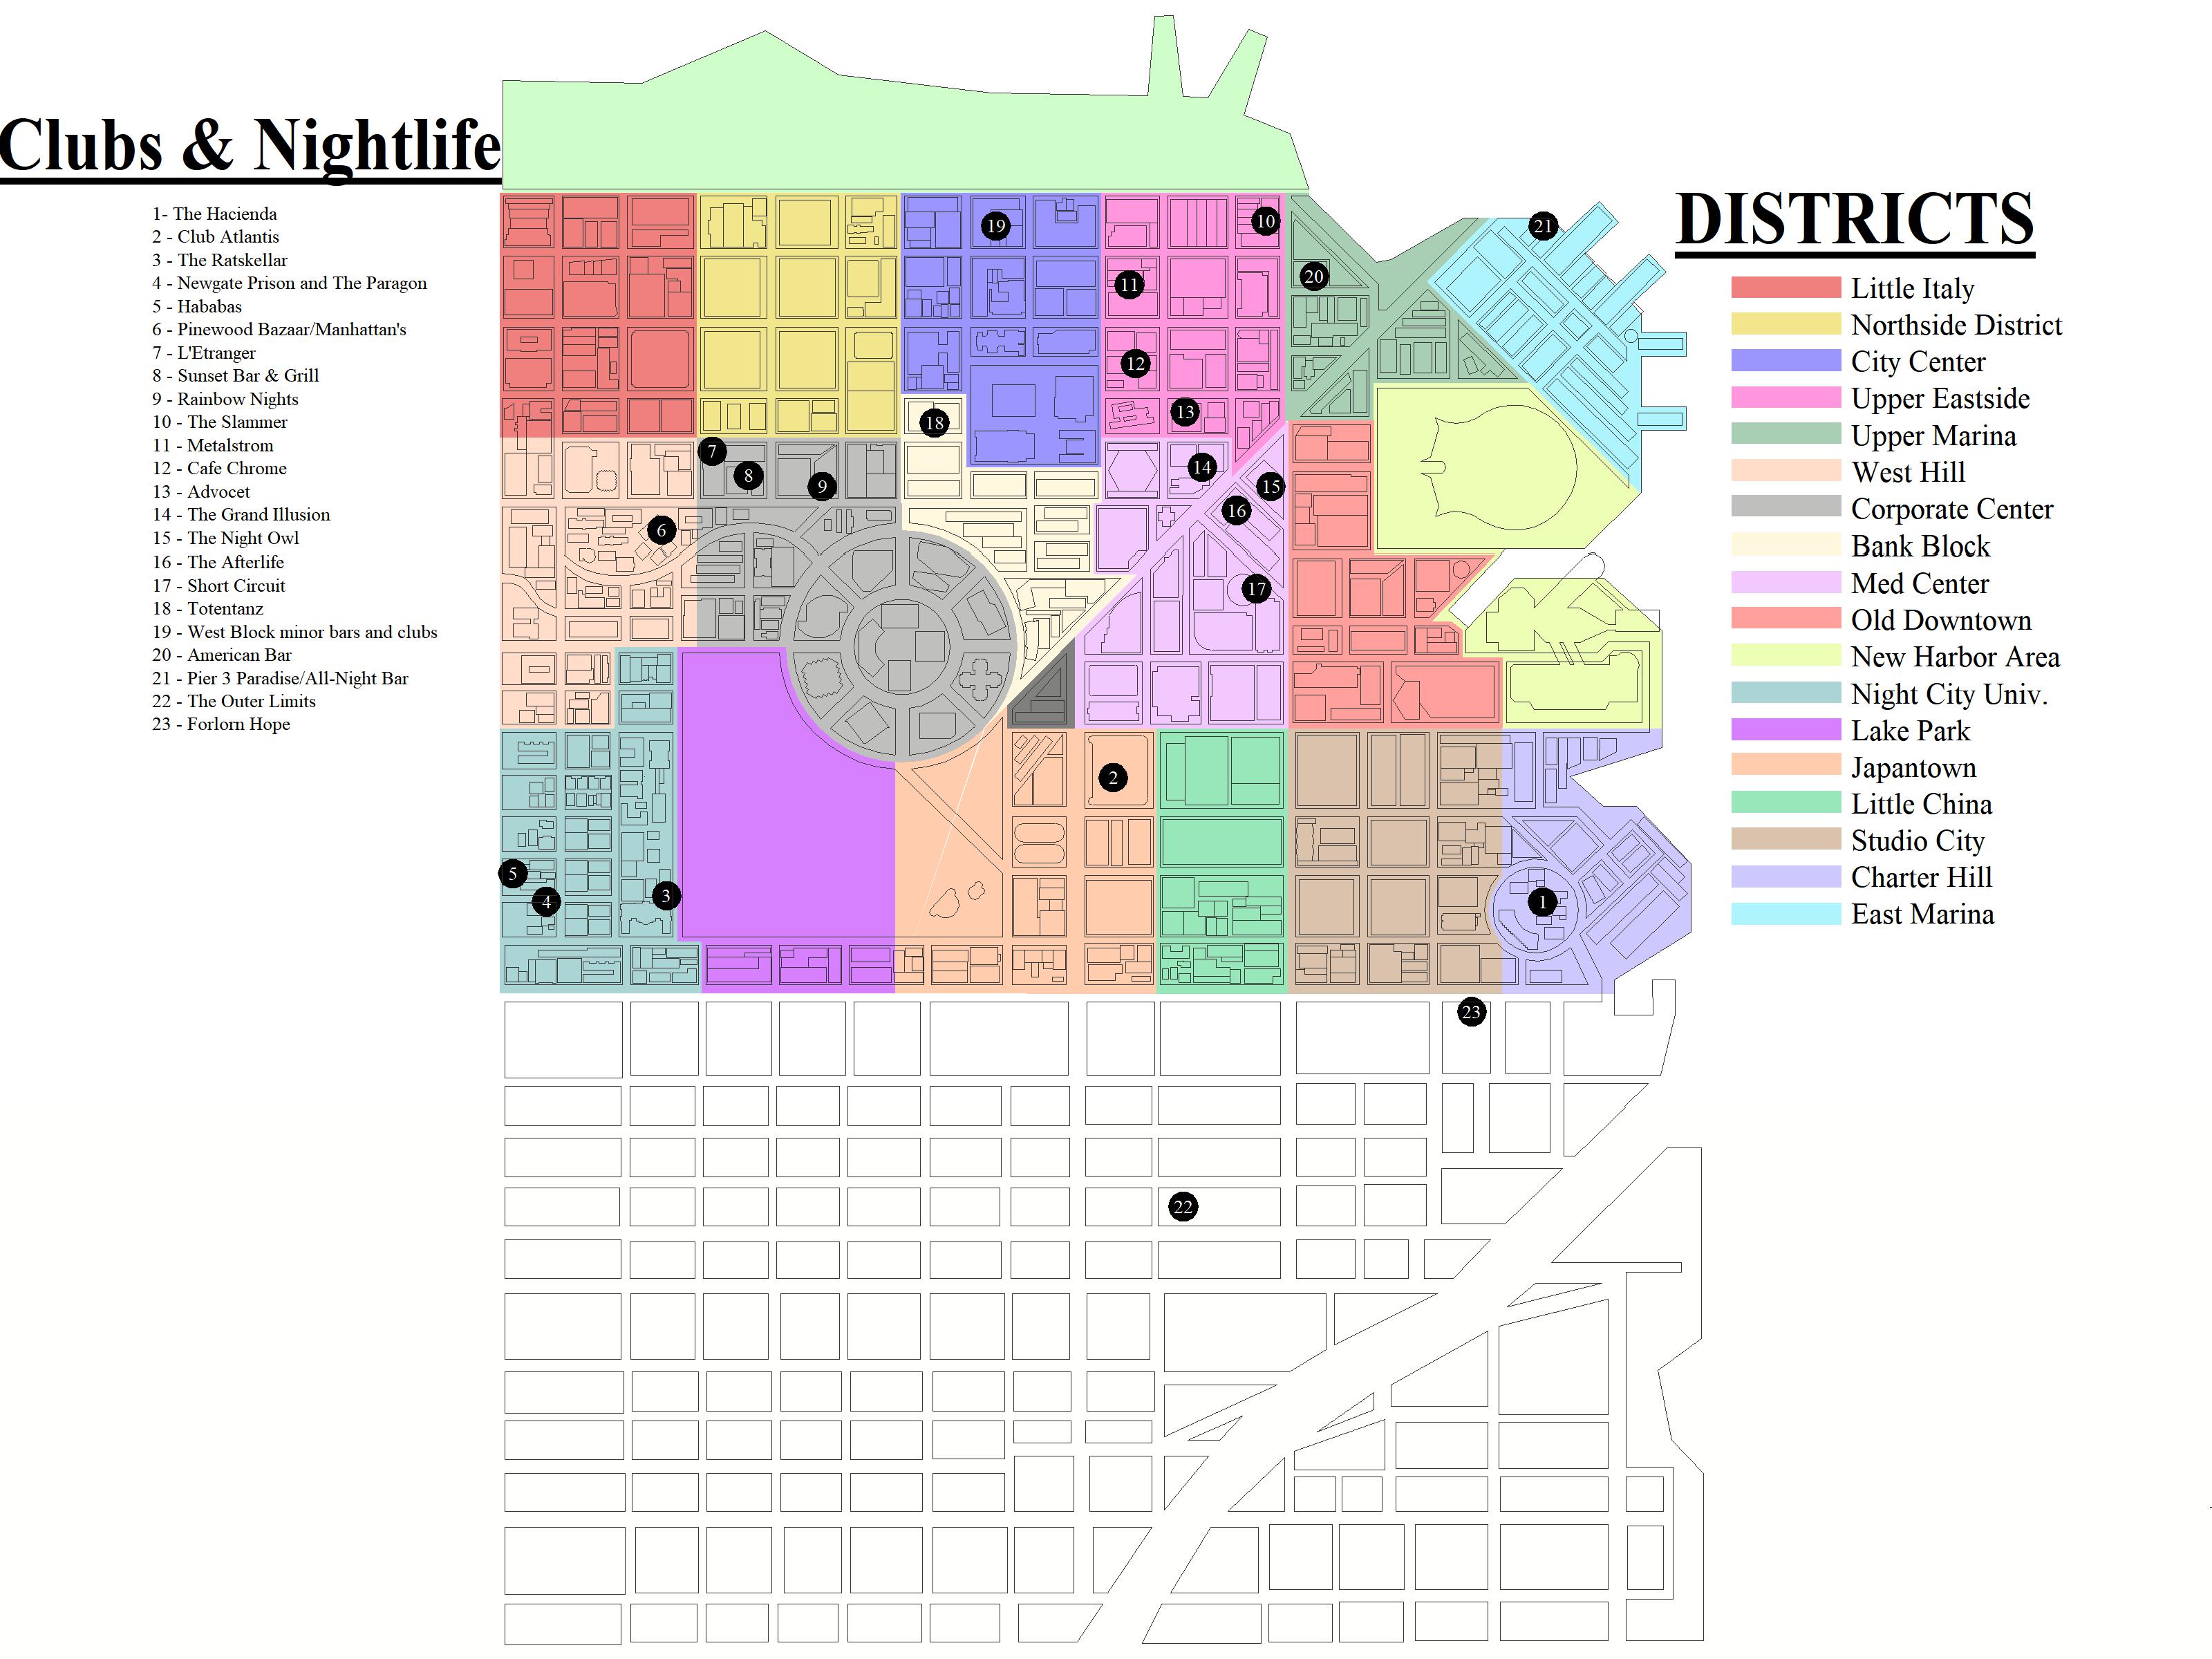 Clubs & Nightlife
1- The Hacienda
2 - Club Atlantis
3 - The Ratskellar
4 - Newgate Prison and The Paragon
5 - Hababas
6 - Pinewood Bazaar/Manhattan's
7 - L'Etranger
8 - Sunset Bar & Grill
9 - Rainbow Nights
10 - The Slammer
11 - Metalstrom
12 - Cafe Chrome
13 - Advocet
14 - The Grand Illusion
15 - The Night Owl
16 - The Afterlife
17 - Short Circuit
18 - Totentanz
19 - West Block minor bars and clubs
20 - American Bar
21 - Pier 3 Paradise/All-Night Bar
22 - The Outer Limits
23 - Forlorn Hope
10
19
21
20
11
12
13
18
7
14
8
9
15
16
6
17
2
5
3
4
1
23
22
DISTRICTS
Little Italy
Northside District
City Center
Upper Eastside
Upper Marina
West Hill
Corporate Center
Bank Block
Med Center
Old Downtown
New Harbor Area
Night City Univ.
Lake Park
Japantown
Little China
Studio City
Charter Hill
East Marina